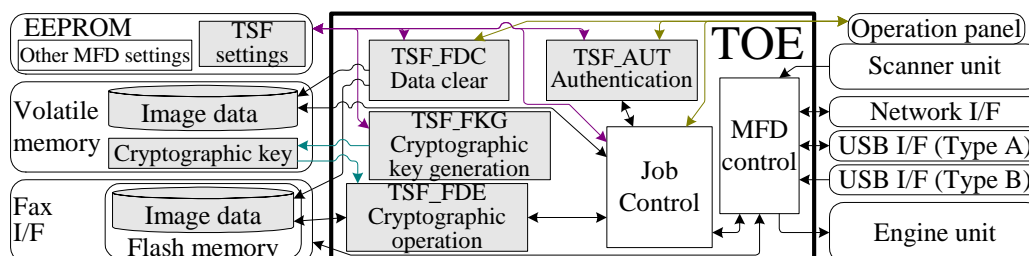 EEPROM
Other MFD settings
TSF
settings
Volatile
memory
Image data
Cryptographic key
Fax
I/F
Image data
Flash memory
TOE
TSF_FDC
Data clear
TSF_AUT
Authentication
TSF_FKG
Cryptographic
key generation
TSF_FDE
Cryptographic
operation
Job
Control
MFD
control
Operation panel
Scanner unit
Network I/F
USB I/F (Type A)
USB I/F (Type B)
Engine unit